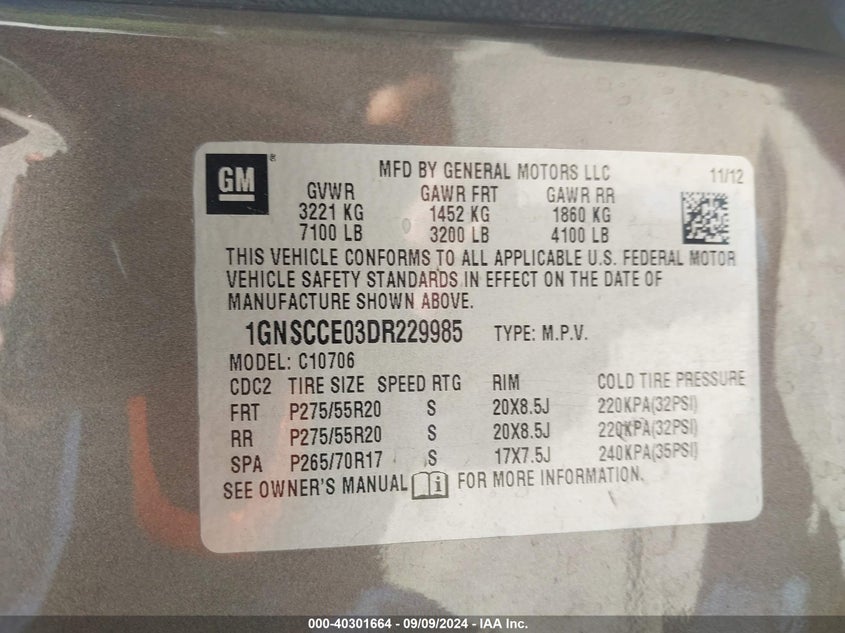 GM ® MFD BY GENERAL MOTORS LLC 11/12
GVWR GAWR FRT GAWR RR
3221 KG 1452 KG 1860 KG
7100 LB 3200 LB 4100 LB
THIS VEHICLE CONFORMS TO ALL APPLICABLE U.S. FEDERAL MOTOR
VEHICLE SAFETY STANDARDS IN EFFECT ON THE DATE OF
MANUFACTURE SHOWN ABOVE.
1GNSCCE03DR229985 TYPE: M.P.V.
MODEL: C10706
CDC2 TIRE SIZE SPEED RTG RIM COLD TIRE PRESSURE
FRT P275/55R20 S 20X8.5J 220KPA(32PSI)
RR P275/55R20 S 20X8.5J 220KPA(32PSI)
SPA P265/70R17 S 17X7.5J 240KPA(35PSI)
SEE OWNER'S MANUAL FOR MORE INFORMATION.
000-40301664 - 09/09/2024 - IAA Inc.